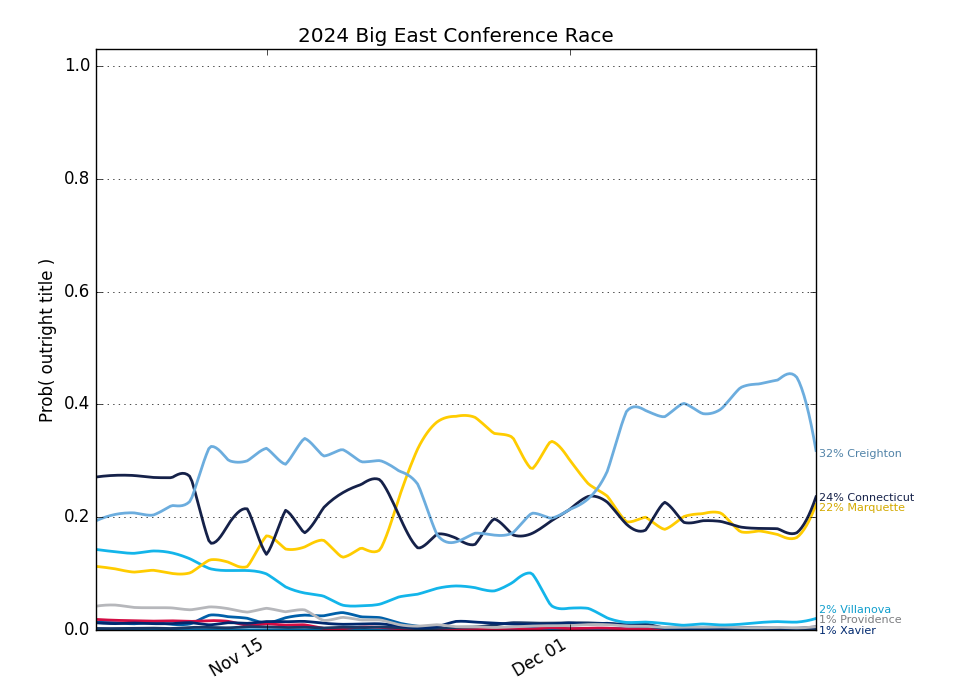 2024 Big East Conference Race
1.0
0.8
0.6
0.4
0.2
0.0
Prob( outright title )
Nov 15
Dec 01
32% Creighton
24% Connecticut
22% Marquette
2% Villanova
1% Providence
1% Xavier